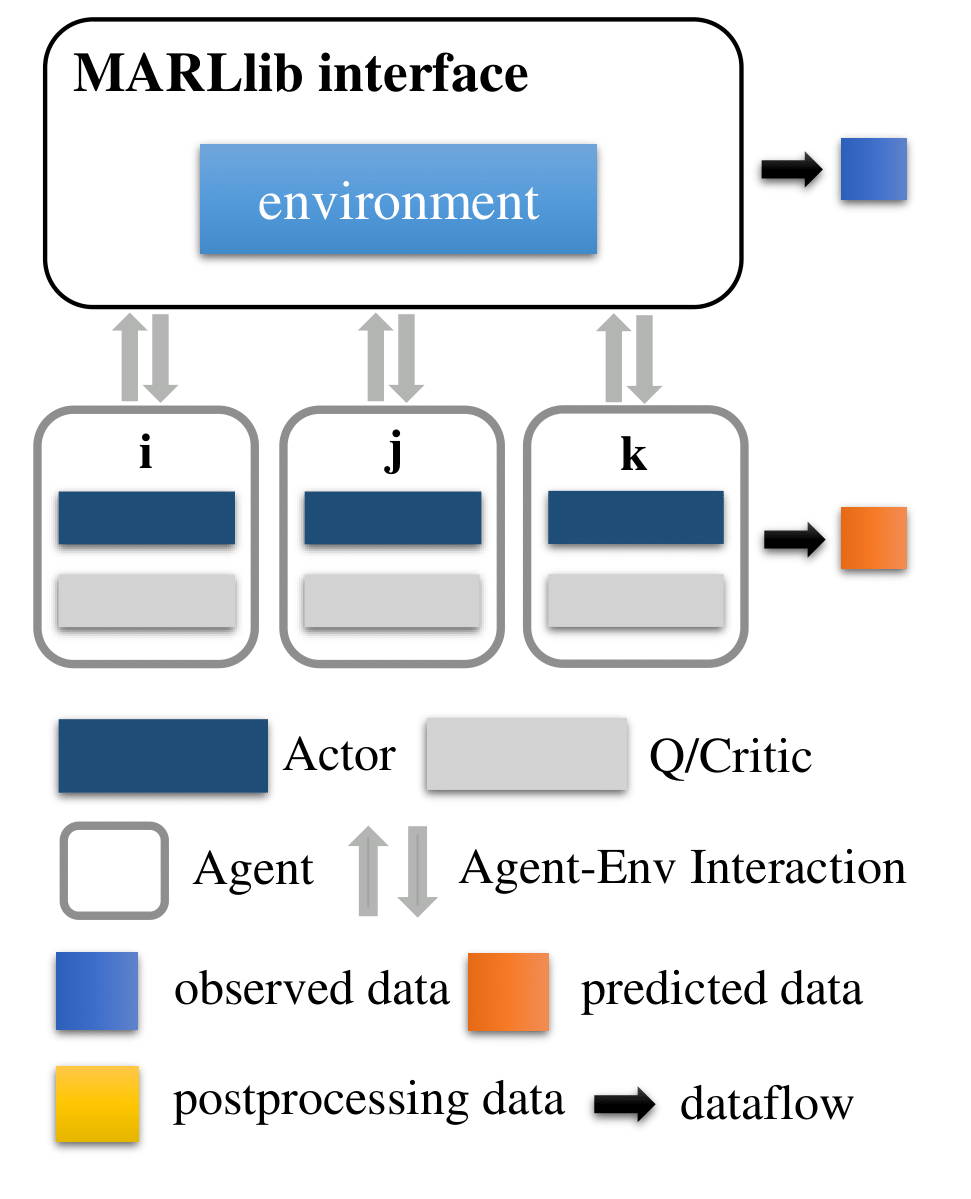 MARLlib interface
environment
i
j
k
Actor
Q/Critic
Agent
Agent-Env Interaction
observed data
predicted data
postprocessing data
dataflow